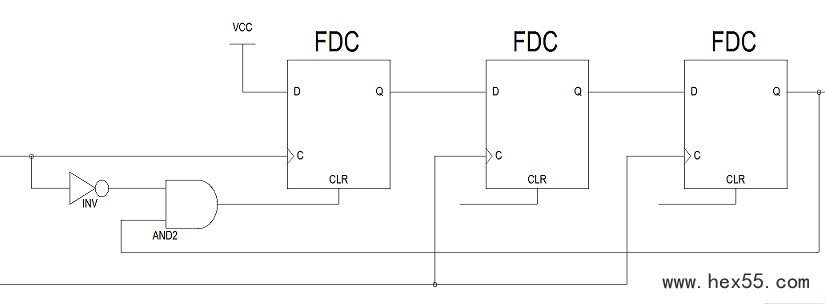 VCC
FDC FDC FDC
D Q D Q D Q
C C C
CLR CLR CLR
INV
AND2
www.hex55.com